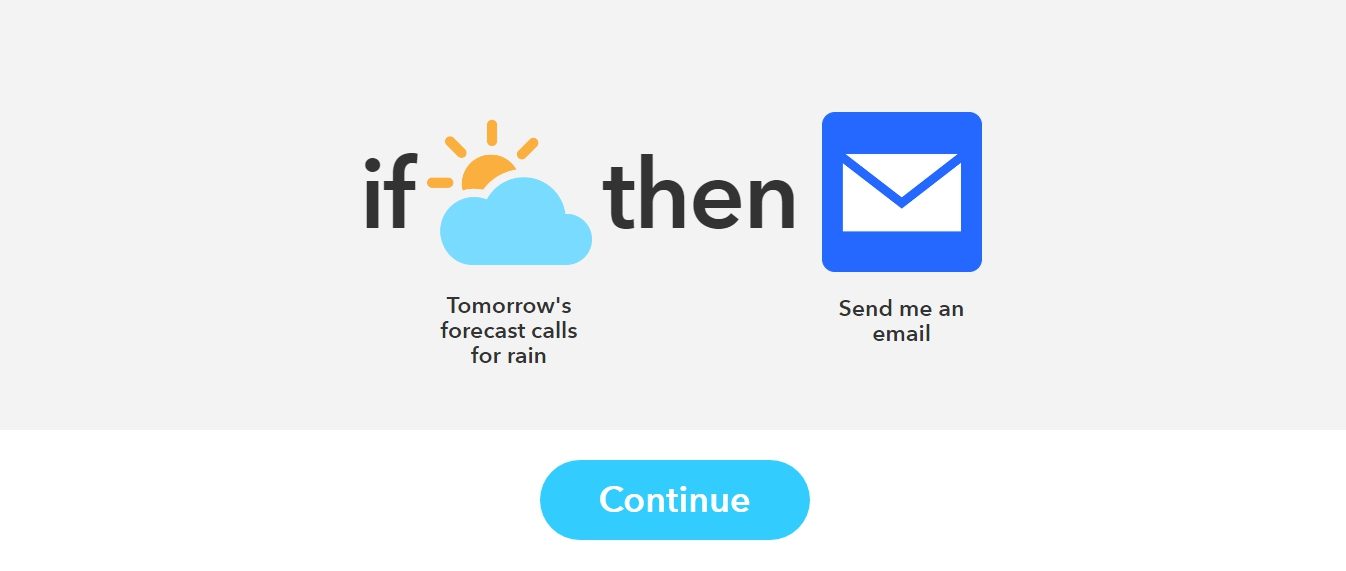 if then
Tomorrow's
forecast calls
for rain
Send me an
email
Continue